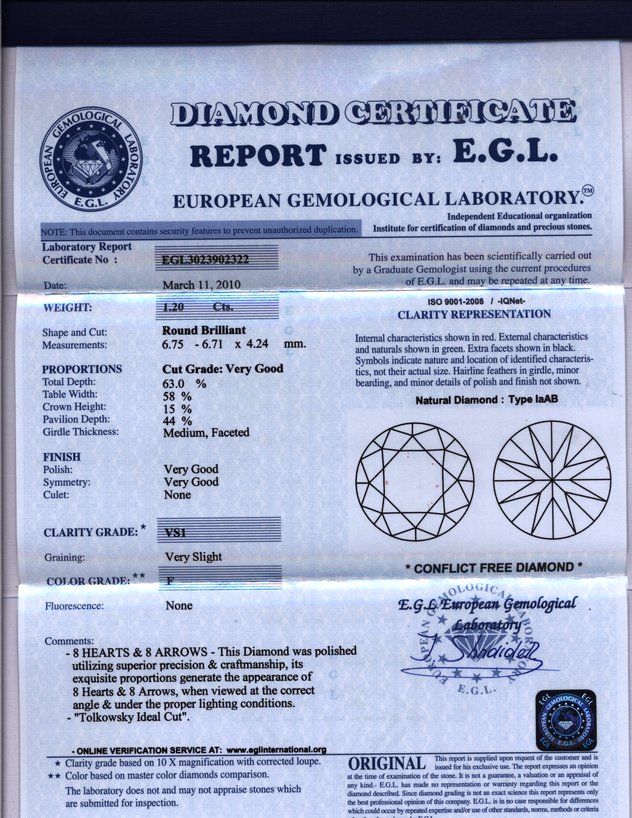 DIAMOND CERTIFICATE
REPORT ISSUED BY: E.G.L.
EUROPEAN GEMOLOGICAL LABORATORY.™
EUROPEAN GEMOLOGICAL LABORATORY
E.G.L.
Independent Educational organization
Institute for certification of diamonds and precious stones.
NOTE: This document contains security features to prevent unauthorized duplication.
Laboratory Report
Certificate No : EGL3023902322
Date: March 11, 2010
WEIGHT: 1.20 Cts.
Shape and Cut: Round Brilliant
Measurements: 6.75 - 6.71 x 4.24 mm.
PROPORTIONS Cut Grade: Very Good
Total Depth: 63.0 %
Table Width: 58 %
Crown Height: 15 %
Pavilion Depth: 44 %
Girdle Thickness: Medium, Faceted
FINISH
Polish: Very Good
Symmetry: Very Good
Culet: None
CLARITY GRADE: * VS1
Graining: Very Slight
COLOR GRADE: ** F
Fluorescence: None
Comments:
- 8 HEARTS & 8 ARROWS - This Diamond was polished
utilizing superior precision & craftmanship, its
exquisite proportions generate the appearance of
8 Hearts & 8 Arrows, when viewed at the correct
angle & under the proper lighting conditions.
- "Tolkowsky Ideal Cut".
- ONLINE VERIFICATION SERVICE AT: www.eglinternational.org
★ Clarity grade based on 10 X magnification with corrected loupe.
★★ Color based on master color diamonds comparison.
The laboratory does not and may not appraise stones which
are submitted for inspection.
This examination has been scientifically carried out
by a Graduate Gemologist using the current procedures
of E.G.L. and may be repeated at any time.
ISO 9001-2008 / -IQNet-
CLARITY REPRESENTATION
Internal characteristics shown in red. External characteristics
and naturals shown in green. Extra facets shown in black.
Symbols indicate nature and location of identified characteris-
tics, not their actual size. Hairline feathers in girdle, minor
bearding, and minor details of polish and finish not shown.
Natural Diamond : Type IaAB
* CONFLICT FREE DIAMOND *
E.G.L European Gemological
Laboratory
EUROPEAN GEMOLOGICAL LABORATORY
E.G.L.
EGL EGL
E.G.L.
ORIGINAL This report is supplied upon request of the customer and is
issued for his exclusive use. The report expresses an opinion
at the time of examination of the stone. It is not a guarantee, a valuation or an appraisal of
any kind.- E.G.L. has made no representation or warranty regarding this report or the
diamond described. Since diamond grading is not an exact science this report represents only
the best professional opinion of this company. E.G.L. is in no case responsible for differences
which could occur by repeated expertise and/or use of other standards, norms, methods or criteria